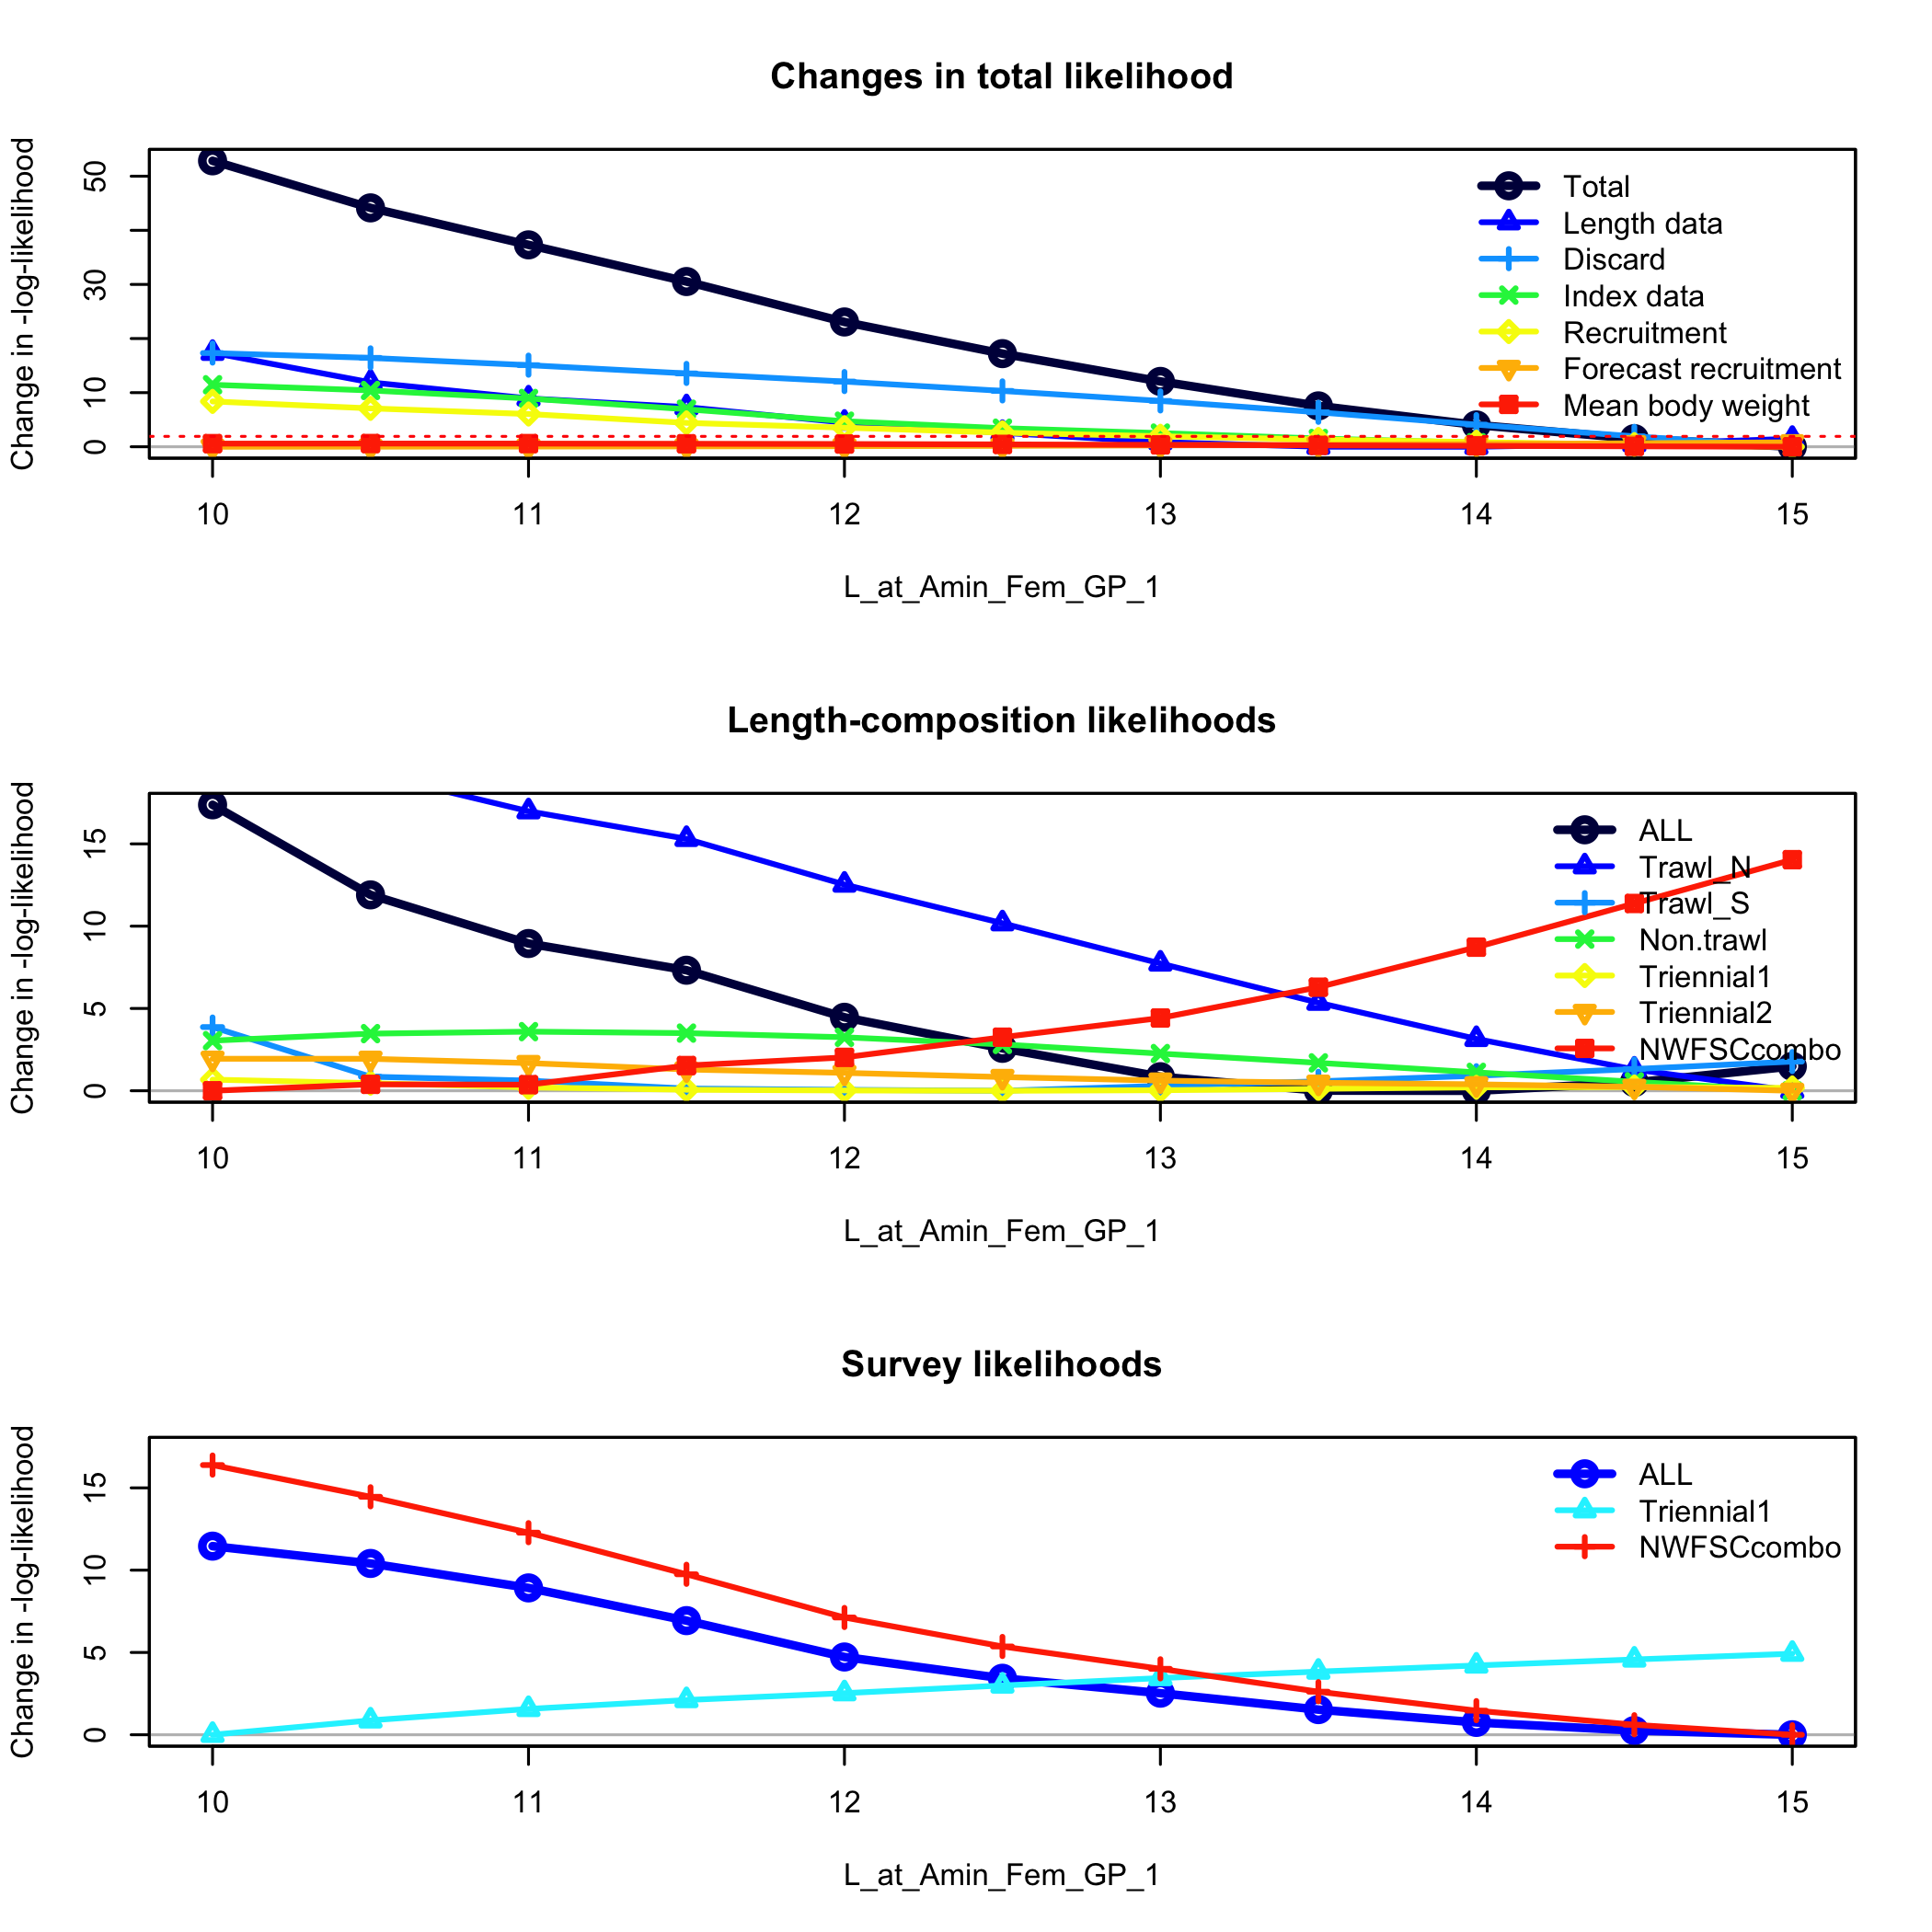 Changes in total likelihood
Change in -log-likelihood
50
30
10
0
Total
Length data
Discard
Index data
Recruitment
Forecast recruitment
Mean body weight
10 11 12 13 14 15
L_at_Amin_Fem_GP_1
Length-composition likelihoods
Change in -log-likelihood
15
10
5
0
ALL
Trawl_N
Trawl_S
Non.trawl
Triennial1
Triennial2
NWFSCcombo
10 11 12 13 14 15
L_at_Amin_Fem_GP_1
Survey likelihoods
Change in -log-likelihood
15
10
5
0
ALL
Triennial1
NWFSCcombo
10 11 12 13 14 15
L_at_Amin_Fem_GP_1